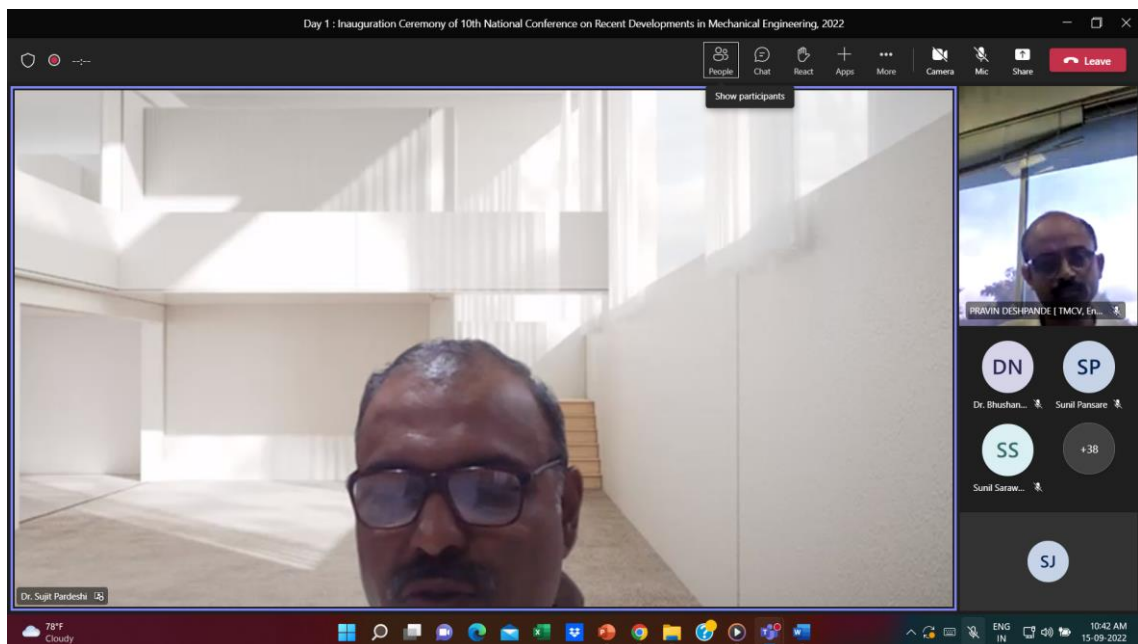 Day 1 : Inauguration Ceremony of 10th National Conference on Recent Developments in Mechanical Engineering, 2022
--:--
People
Chat
React
Apps
More
Camera
Mic
Share
Leave
Show participants
PRAVIN DESHPANDE [ TMCV, En...
DN
SP
Dr. Bhushan...
Sunil Pansare
SS
+38
Sunil Saraw...
SJ
Dr. Sujit Pardeshi
78°F
Cloudy
ENG
IN
10:42 AM
15-09-2022